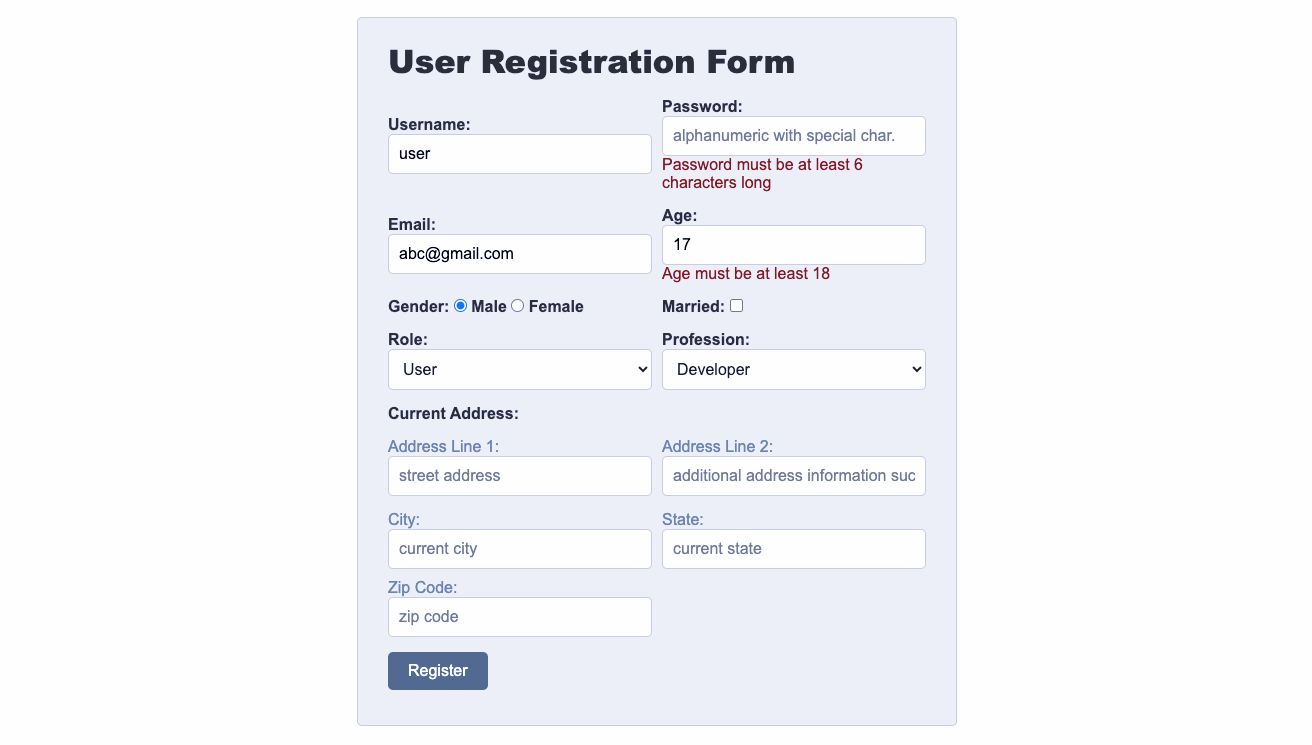 User Registration Form
Username:
user
Password:
alphanumeric with special char.
Password must be at least 6
characters long
Email:
abc@gmail.com
Age:
17
Age must be at least 18
Gender: Male Female
Married:
Role:
User
Profession:
Developer
Current Address:
Address Line 1:
street address
Address Line 2:
additional address information suc
City:
current city
State:
current state
Zip Code:
zip code
Register